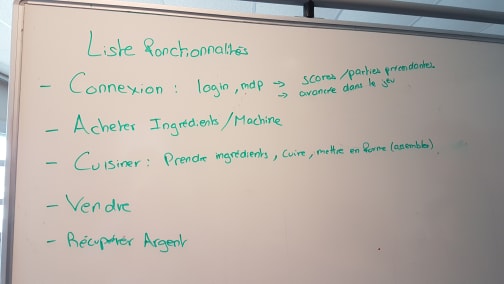 Liste Fonctionnalités
- Connexion : login, mdp → scores/parties précédentes
→ avancée dans le jeu
- Acheter Ingrédients/Machine
- Cuisiner : Prendre ingrédients, cuire, mettre en forme (assembler)
- Vendre
- Récupérer Argent